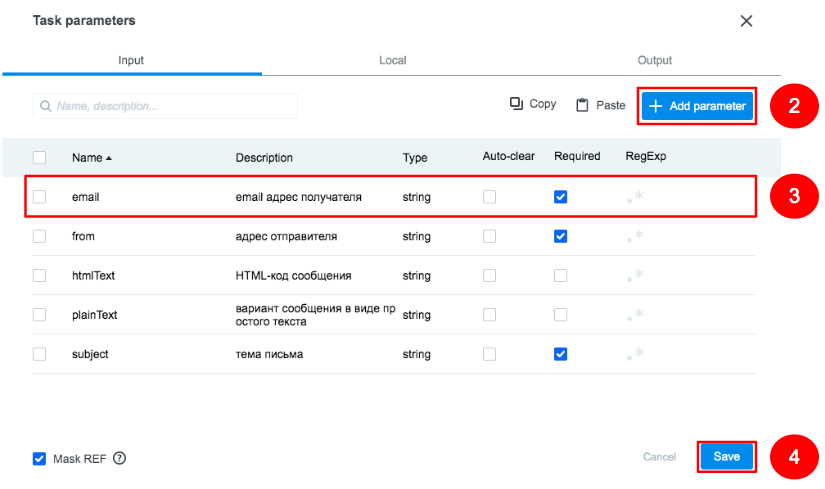 Task parameters
Input Local Output
Name, description...
Copy Paste Add parameter 2
Name Description Type Auto-clear Required RegExp
email email адрес получателя string .* 3
from адрес отправителя string .*
htmlText HTML-код сообщения string .*
plainText вариант сообщения в виде пр string .*
остого текста
subject тема письма string .*
Mask REF ? Cancel Save 4